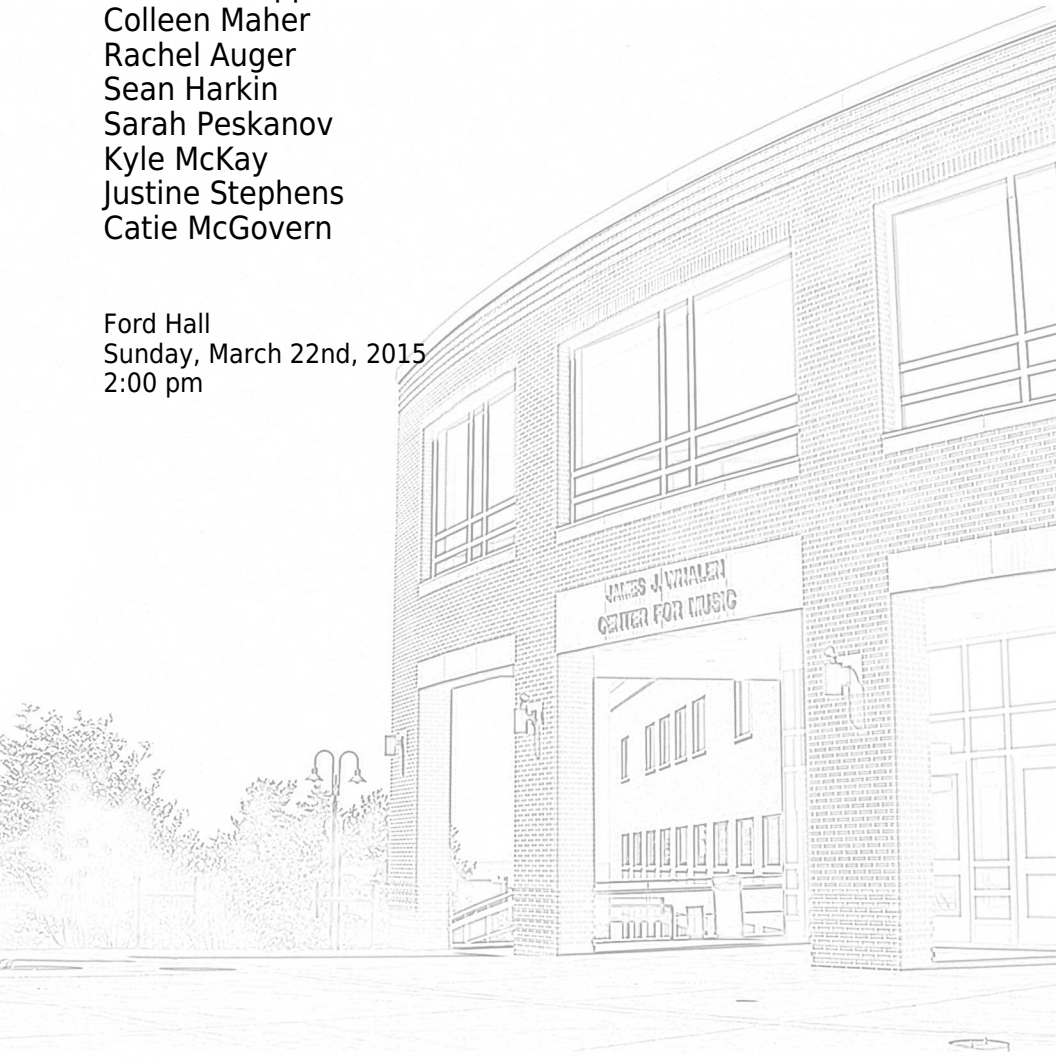 Colleen Maher
Rachel Auger
Sean Harkin
Sarah Peskanov
Kyle McKay
Justine Stephens
Catie McGovern
Ford Hall
Sunday, March 22nd, 2015
2:00 pm
JAMES J. WHALEN
CENTER FOR MUSIC